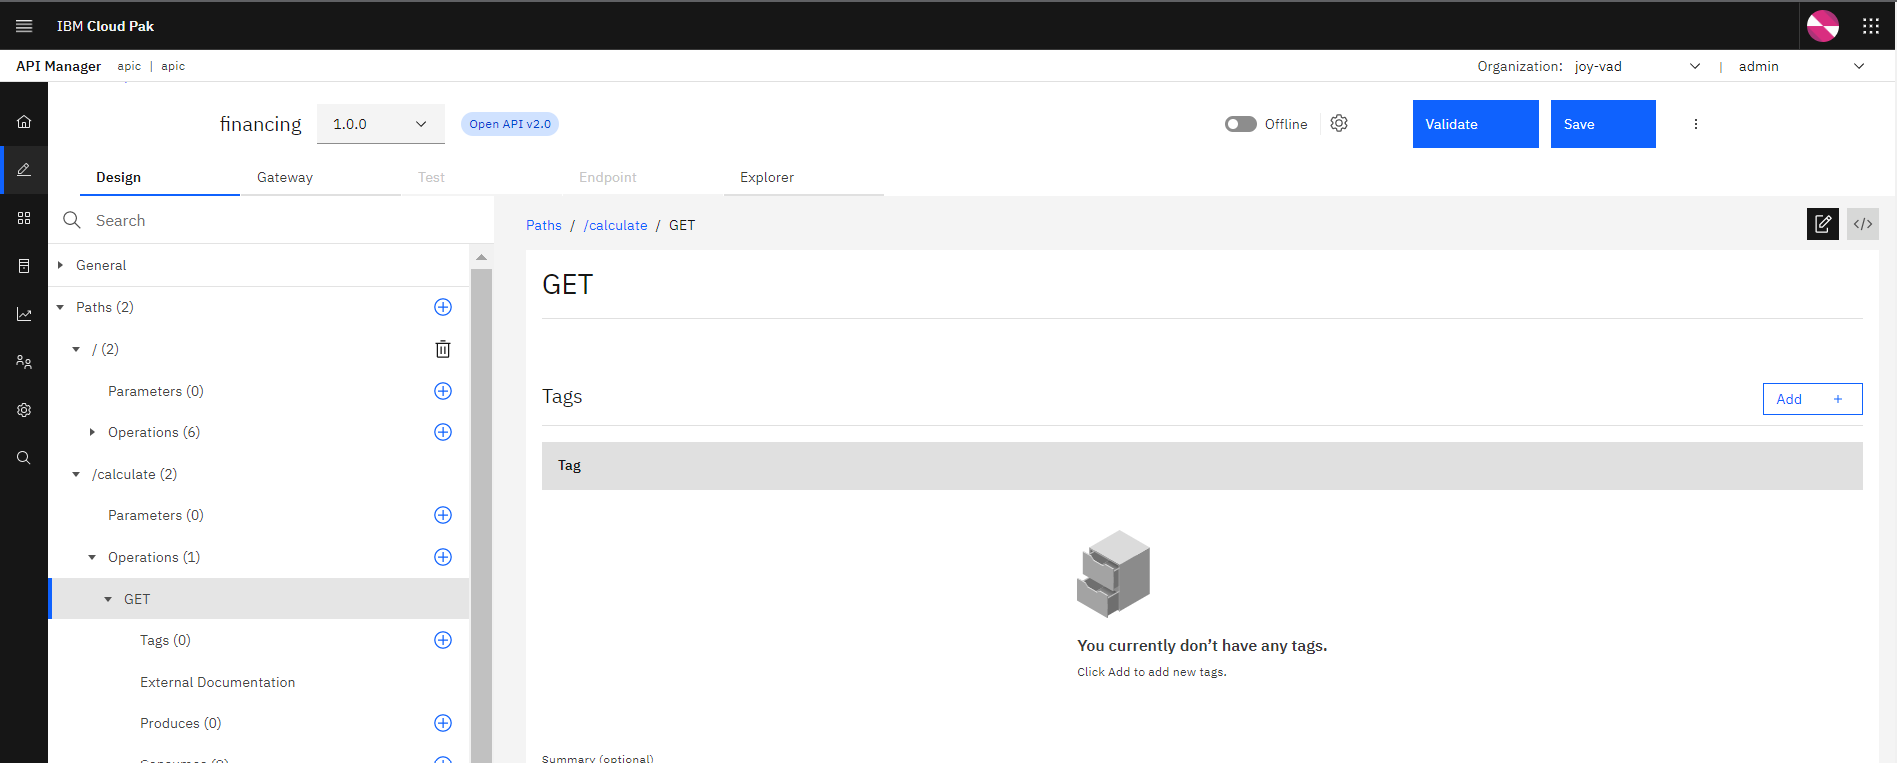 IBM Cloud Pak
API Manager apic | apic Organization: joy-vad | admin
financing 1.0.0 Open API v2.0 Offline Validate Save
Design Gateway Test Endpoint Explorer
Search
General
Paths (2)
/ (2)
Parameters (0)
Operations (6)
/calculate (2)
Parameters (0)
Operations (1)
GET
Tags (0)
External Documentation
Produces (0)
Consumes (0)
Paths / /calculate / GET
</>
GET
Tags
Add +
Tag
You currently don’t have any tags.
Click Add to add new tags.
Summary (optional)